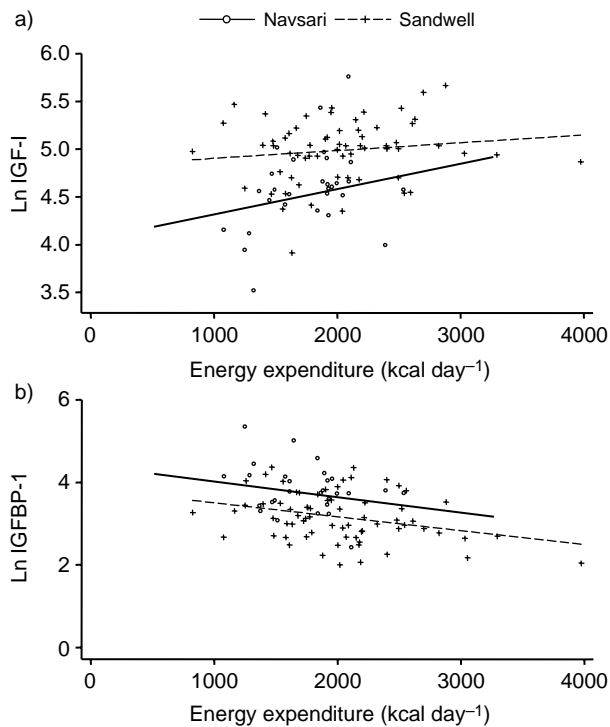 a)
Navsari
Sandwell
6.0
5.5
5.0
4.5
4.0
3.5
Ln IGF-I
0 1000 2000 3000 4000
Energy expenditure (kcal day⁻¹)
b)
6
4
2
0
Ln IGFBP-1
0 1000 2000 3000 4000
Energy expenditure (kcal day⁻¹)